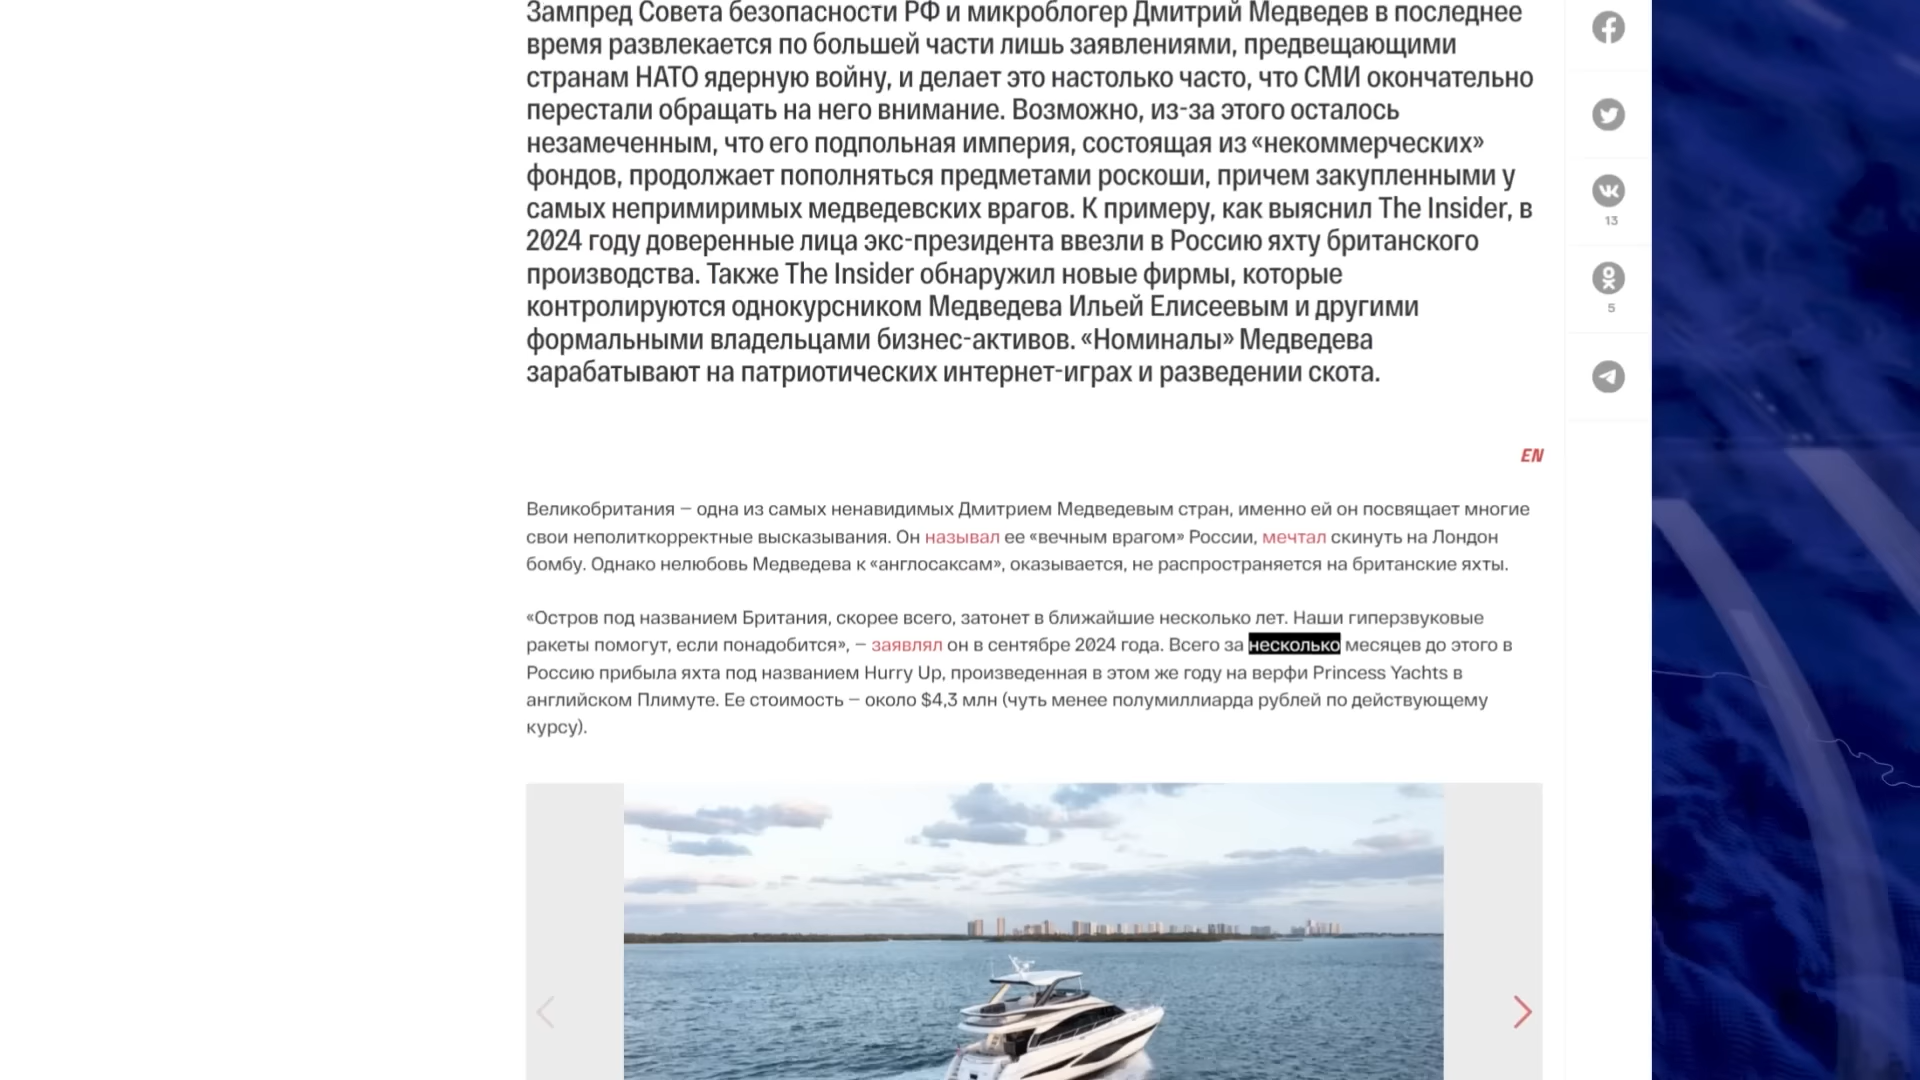 Зампред Совета безопасности РФ и микроблогер Дмитрий Медведев в последнее
время развлекается по большей части лишь заявлениями, предвещающими
странам НАТО ядерную войну, и делает это настолько часто, что СМИ окончательно
перестали обращать на него внимание. Возможно, из-за этого осталось
незамеченным, что его подпольная империя, состоящая из «некоммерческих»
фондов, продолжает пополняться предметами роскоши, причем закупленными у
самых непримиримых медведевских врагов. К примеру, как выяснил The Insider, в
2024 году доверенные лица экс-президента ввезли в Россию яхту британского
производства. Также The Insider обнаружил новые фирмы, которые
контролируются однокурсником Медведева Ильей Елисеевым и другими
формальными владельцами бизнес-активов. «Номиналы» Медведева
зарабатывают на патриотических интернет-играх и разведении скота.
13
5
EN
Великобритания — одна из самых ненавидимых Дмитрием Медведевым стран, именно ей он посвящает многие
свои неполиткорректные высказывания. Он называл ее «вечным врагом» России, мечтал скинуть на Лондон
бомбу. Однако нелюбовь Медведева к «англосаксам», оказывается, не распространяется на британские яхты.
«Остров под названием Британия, скорее всего, затонет в ближайшие несколько лет. Наши гиперзвуковые
ракеты помогут, если понадобится», — заявлял он в сентябре 2024 года. Всего за несколько месяцев до этого в
Россию прибыла яхта под названием Hurry Up, произведенная в этом же году на верфи Princess Yachts в
английском Плимуте. Ее стоимость — около $4,3 млн (чуть менее полумиллиарда рублей по действующему
курсу).